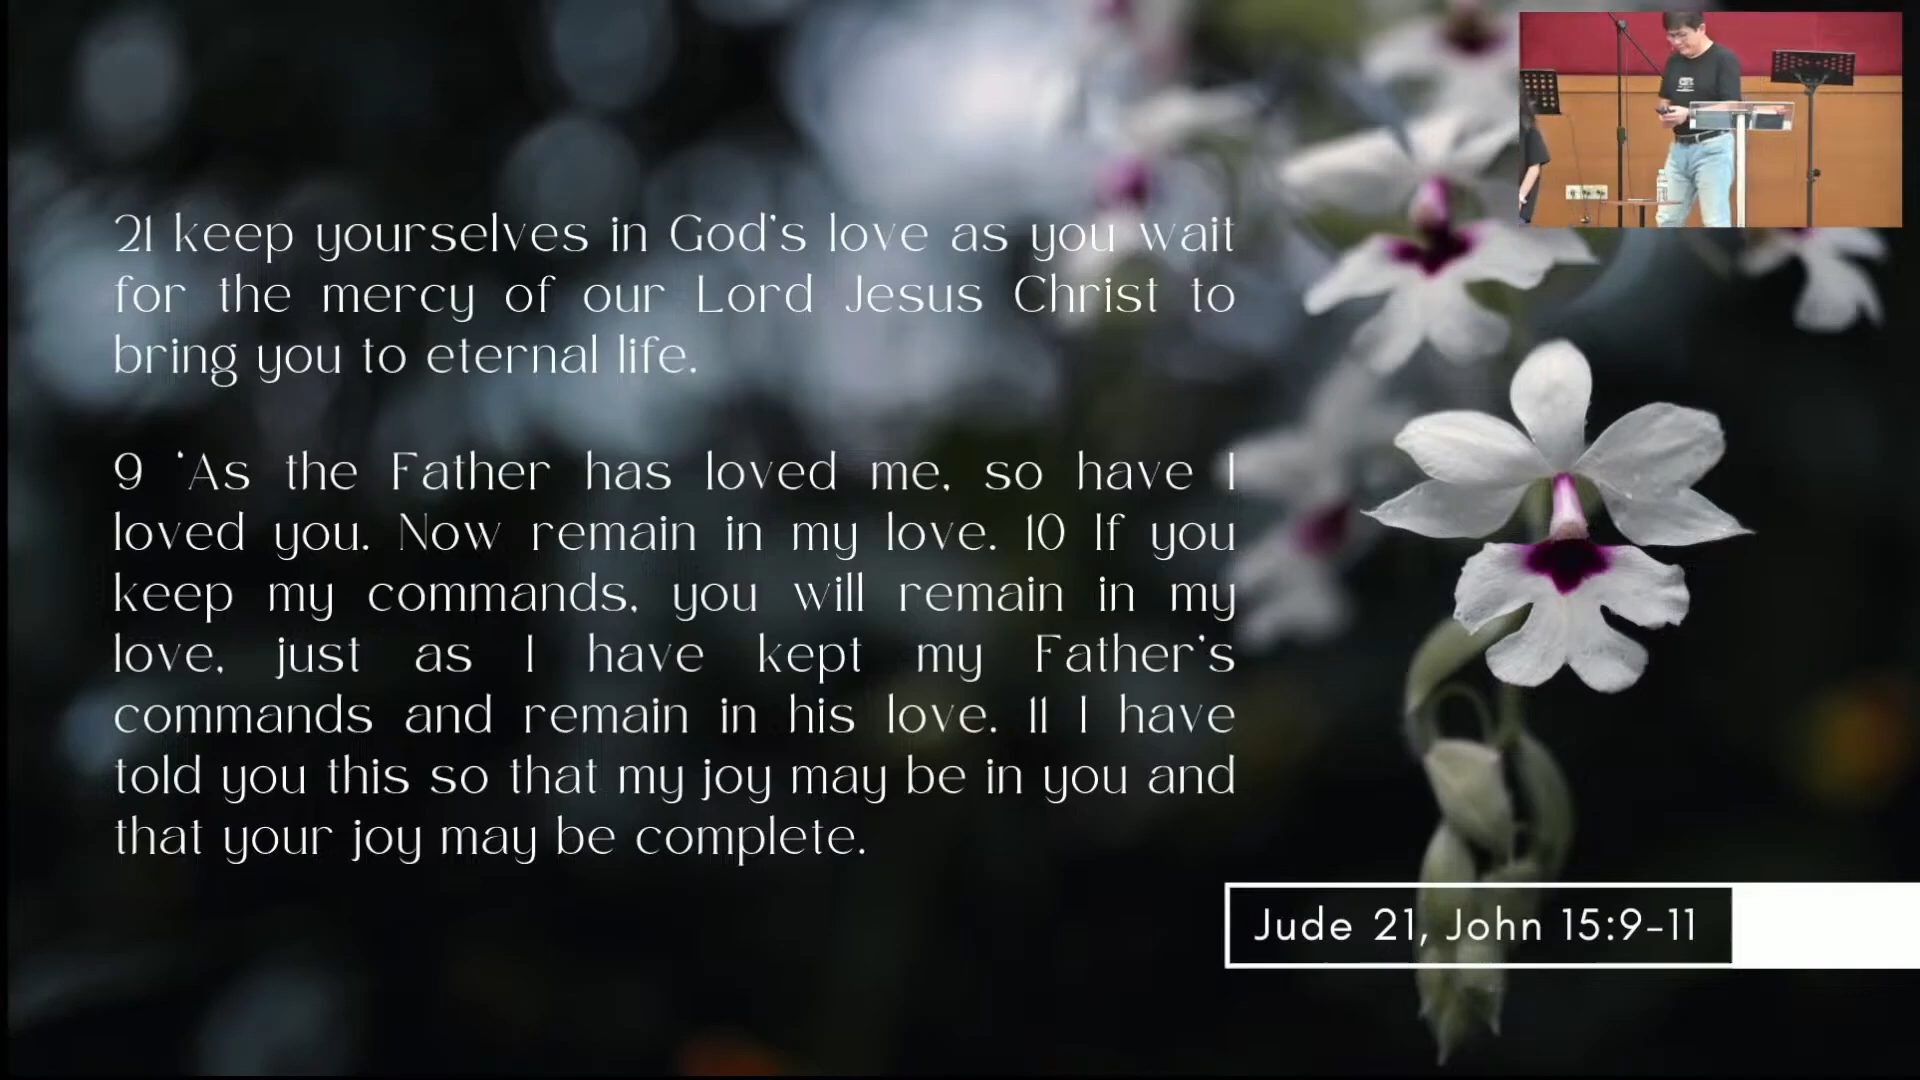 21 keep yourselves in God's love as you wait
for the mercy of our Lord Jesus Christ to
bring you to eternal life.
9 'As the Father has loved me, so have I
loved you. Now remain in my love. 10 If you
keep my commands, you will remain in my
love, just as I have kept my Father's
commands and remain in his love. 11 I have
told you this so that my joy may be in you and
that your joy may be complete.
Jude 21, John 15:9-11